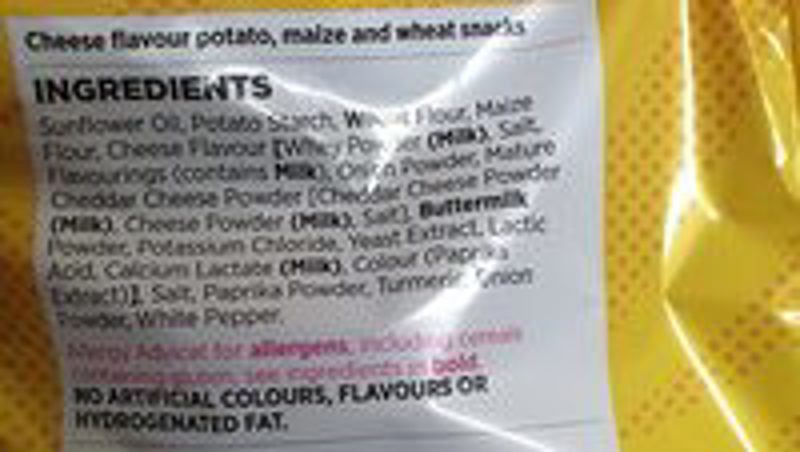 Cheese flavour potato, maize and wheat snacks
INGREDIENTS
Sunflower Oil, Potato Starch, Wheat Flour, Maize
Flour, Cheese Flavour [Whey Powder (Milk), Salt,
Flavourings (contains Milk), Onion Powder, Mature
Cheddar Cheese Powder [Cheddar Cheese Powder
(Milk), Cheese Powder (Milk), Salt], Buttermilk
Powder, Potassium Chloride, Yeast Extract, Lactic
Acid, Calcium Lactate (Milk), Colour (Paprika
Extract)], Salt, Paprika Powder, Turmeric, Onion
Powder, White Pepper.
Allergy Advice! for allergens, including cereals
containing gluten, see ingredients in bold.
NO ARTIFICIAL COLOURS, FLAVOURS OR
HYDROGENATED FAT.